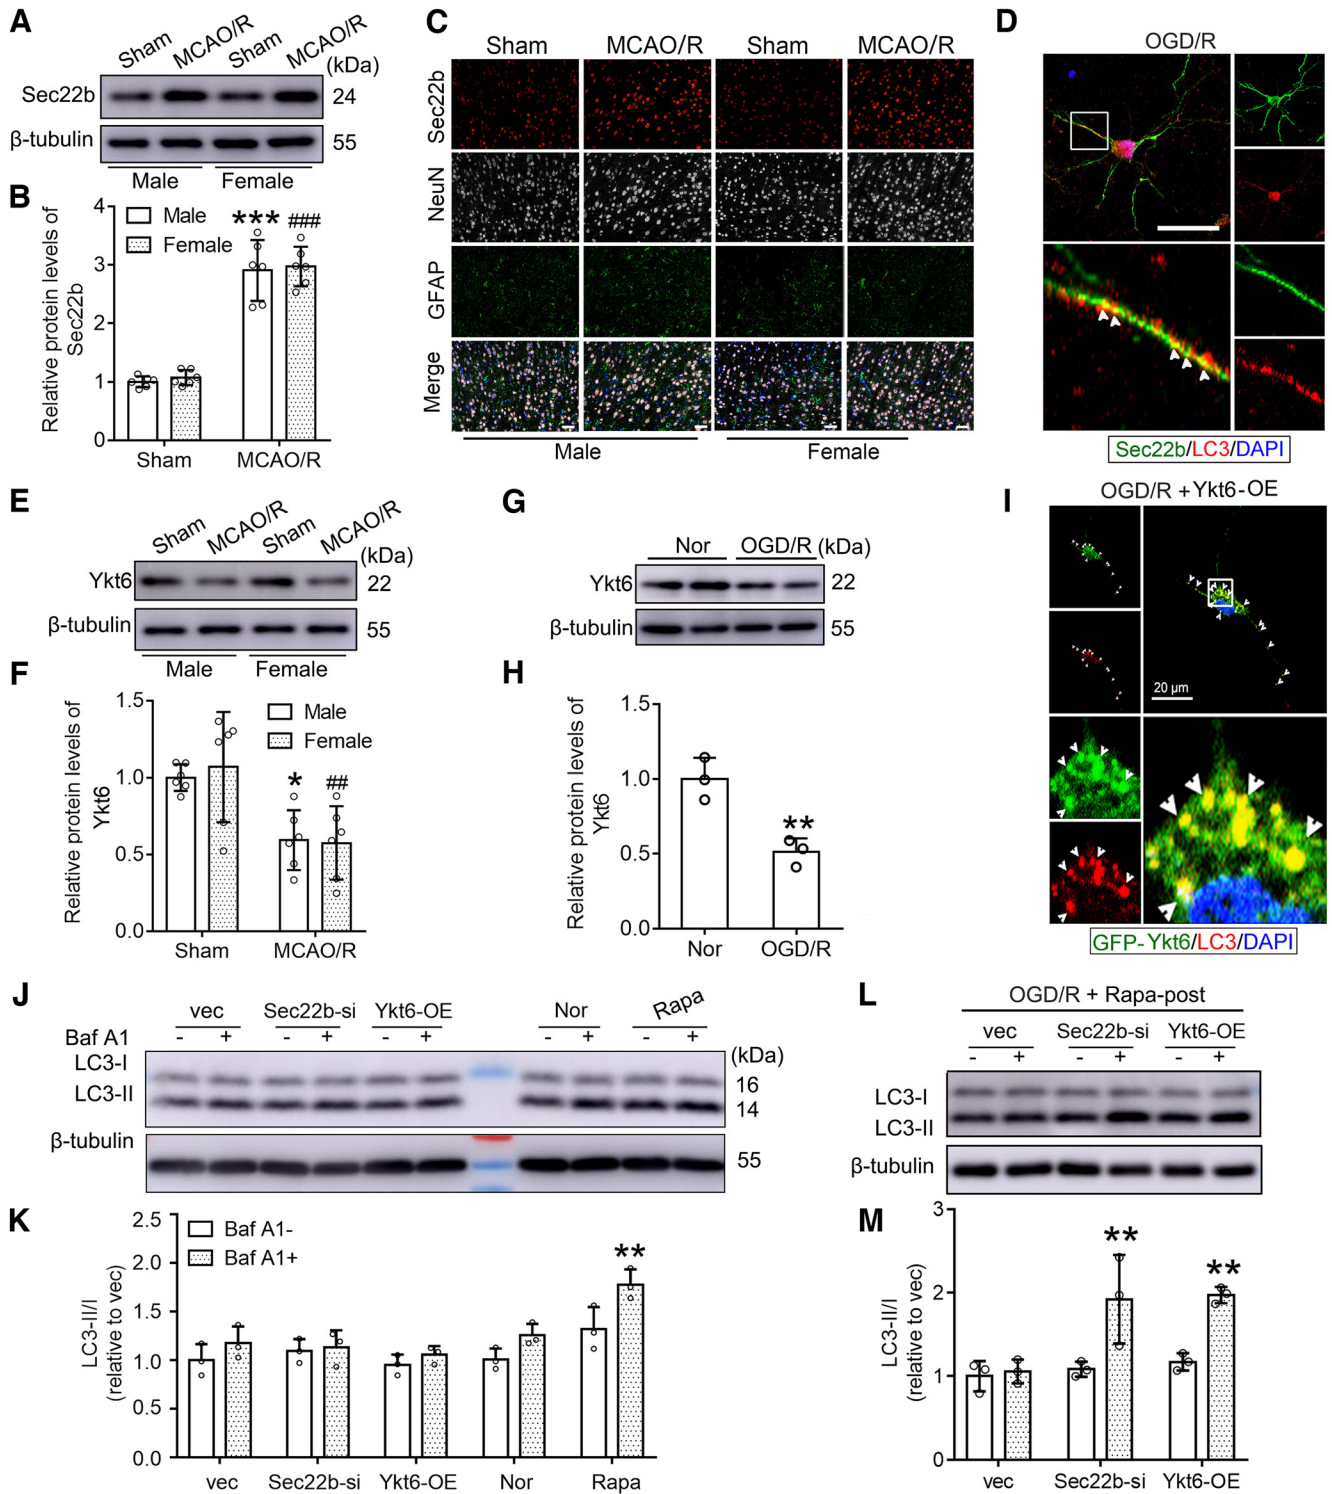 A
Sham MCAO/R Sham MCAO/R
(kDa)
Sec22b 24
β-tubulin 55
Male Female
B
Relative protein levels of
Sec22b
4
3
2
1
0
Male
Female
*** ###
Sham MCAO/R
C
Sham MCAO/R Sham MCAO/R
Sec22b
NeuN
GFAP
Merge
Male Female
D
OGD/R
Sec22b/LC3/DAPI
E
Sham MCAO/R Sham MCAO/R
(kDa)
Ykt6 22
β-tubulin 55
Male Female
F
Relative protein levels of
Ykt6
1.5
1.0
0.5
0.0
Male
Female
* ##
Sham MCAO/R
G
Nor OGD/R (kDa)
Ykt6 22
β-tubulin 55
H
Relative protein levels of
Ykt6
1.5
1.0
0.5
0.0
**
Nor OGD/R
I
OGD/R +Ykt6-OE
20 μm
GFP-Ykt6/LC3/DAPI
J
vec Sec22b-si Ykt6-OE Nor Rapa
Baf A1 - + - + - + - + - +
(kDa)
LC3-I 16
LC3-II 14
β-tubulin 55
K
LC3-II/I
(relative to vec)
2.5
2.0
1.5
1.0
0.5
0.0
Baf A1-
Baf A1+
**
vec Sec22b-si Ykt6-OE Nor Rapa
L
OGD/R + Rapa-post
vec Sec22b-si Ykt6-OE
- + - + - +
LC3-I
LC3-II
β-tubulin
M
LC3-II/I
(relative to vec)
3
2
1
0
** **
vec Sec22b-si Ykt6-OE